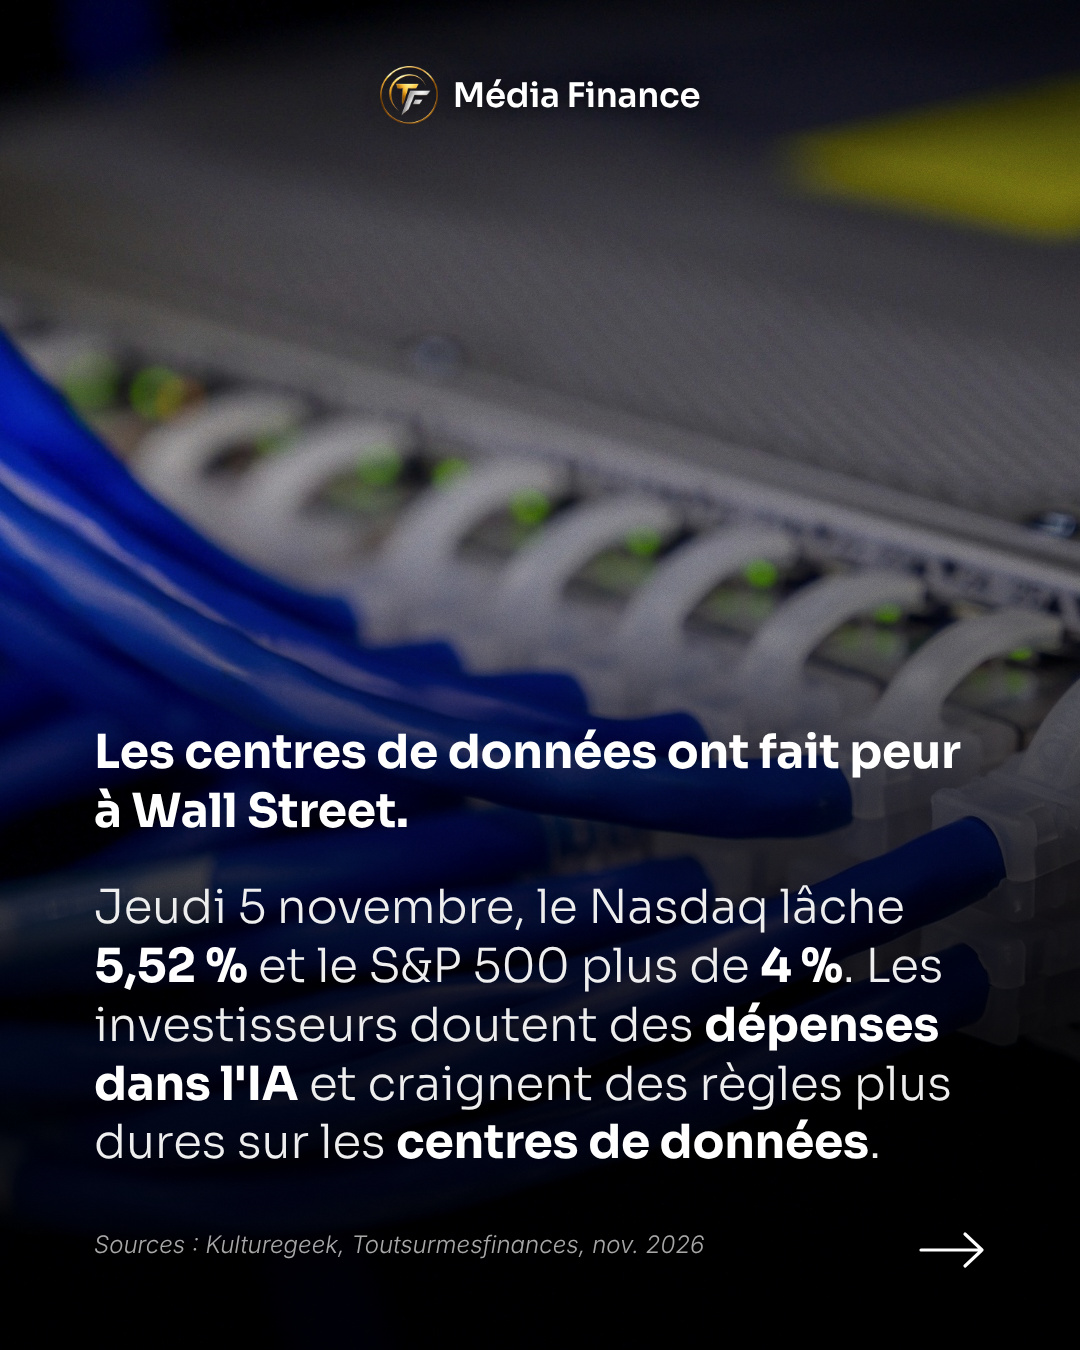 Média Finance
Les centres de données ont fait peur
à Wall Street.
Jeudi 5 novembre, le Nasdaq lâche
5,52 % et le S&P 500 plus de 4 %. Les
investisseurs doutent des dépenses
dans l'IA et craignent des règles plus
dures sur les centres de données.
Sources : Kulturegeek, Toutsurmesfinances, nov. 2026